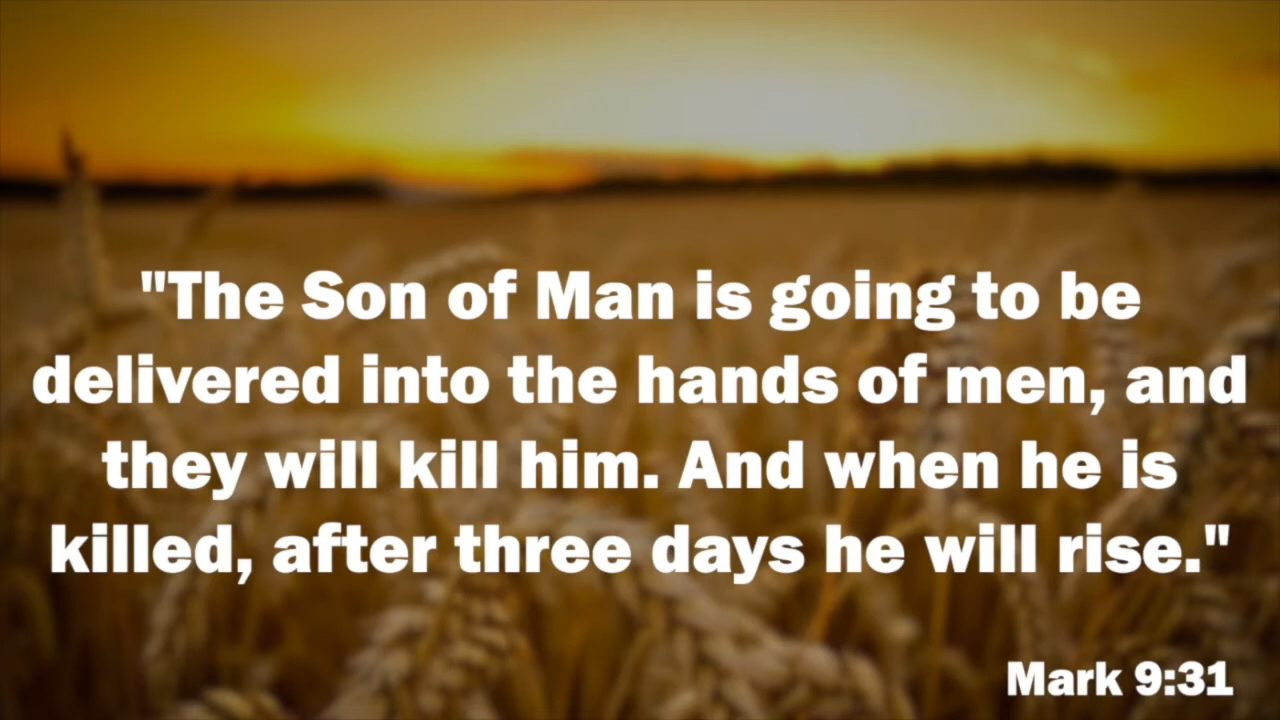 "The Son of Man is going to be
delivered into the hands of men, and
they will kill him. And when he is
killed, after three days he will rise."
Mark 9:31